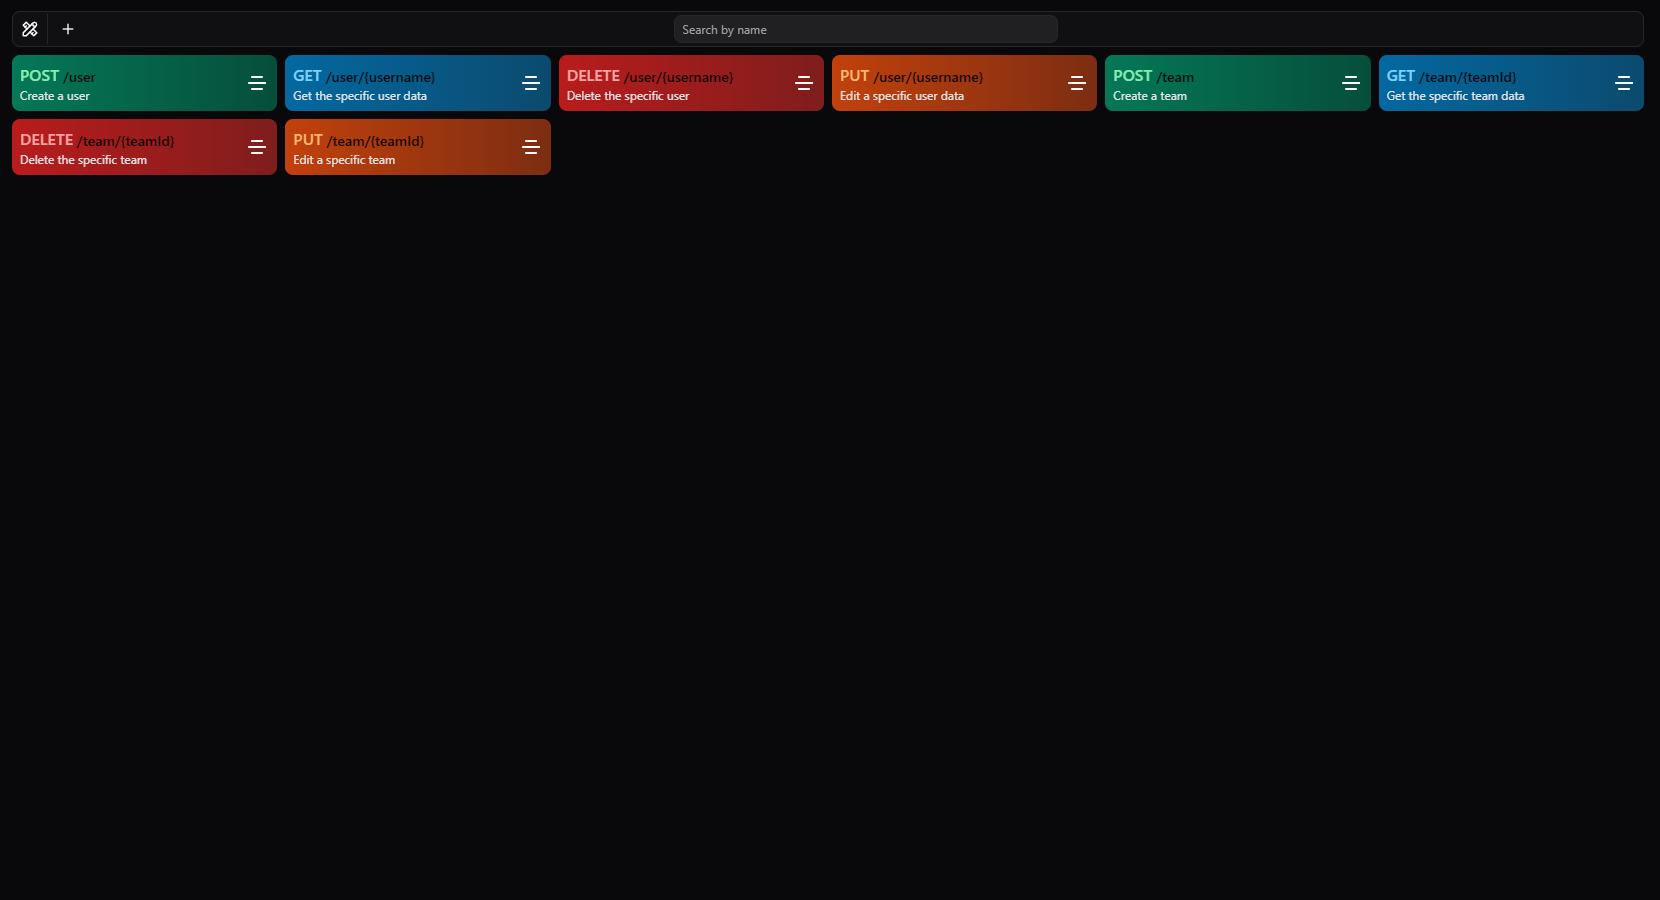 Search by name
POST /user
Create a user
GET /user/{username}
Get the specific user data
DELETE /user/{username}
Delete the specific user
PUT /user/{username}
Edit a specific user data
POST /team
Create a team
GET /team/{teamId}
Get the specific team data
DELETE /team/{teamId}
Delete the specific team
PUT /team/{teamId}
Edit a specific team